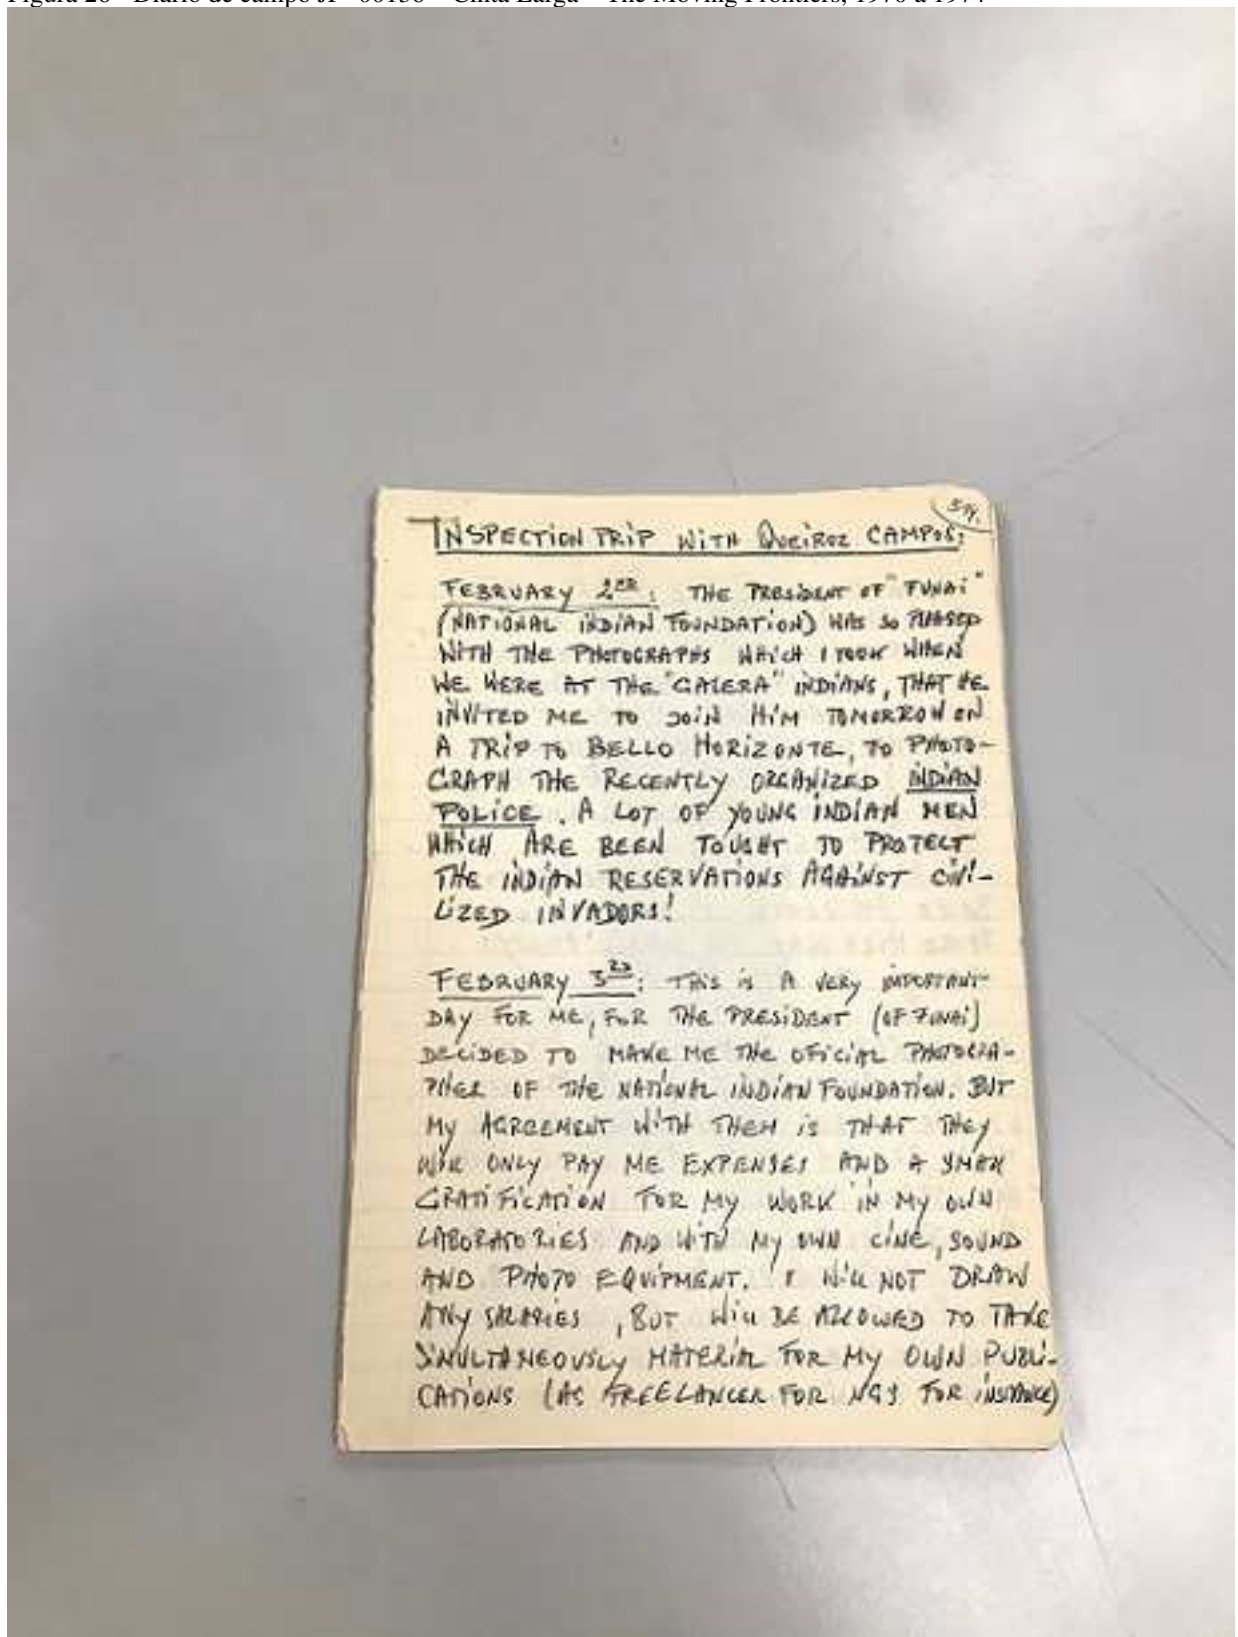 Figura 26 - Diário de campo JP 00136 – Cinta Larga – The Moving Frontiers, 1970 a 1974
INSPECTION TRIP WITH QUEIROZ CAMPOS:
FEBRUARY 2ND: THE PRESIDENT OF "FUNAI"
(NATIONAL INDIAN FOUNDATION) WAS SO PLEASED
WITH THE PHOTOGRAPHS WHICH I TOOK WHEN
WE WERE AT THE "GALERA" INDIANS, THAT HE
INVITED ME TO JOIN HIM TOMORROW ON
A TRIP TO BELLO HORIZONTE, TO PHOTO-
GRAPH THE RECENTLY ORGANIZED INDIAN
POLICE. A LOT OF YOUNG INDIAN MEN
WHICH ARE BEEN TOUGHT TO PROTECT
THE INDIAN RESERVATIONS AGAINST CIVI-
LIZED INVADORS!
FEBRUARY 3RD: THIS IS A VERY IMPORTANT
DAY FOR ME, FOR THE PRESIDENT (OF FUNAI)
DECIDED TO MAKE ME THE OFICIAL PHOTOGRA-
PHER OF THE NATIONAL INDIAN FOUNDATION. BUT
MY AGREEMENT WITH THEM IS THAT THEY
WILL ONLY PAY ME EXPENSES AND A SMALL
GRATIFICATION FOR MY WORK IN MY OWN
LABORATORIES AND WITH MY OWN CINE, SOUND
AND PHOTO EQUIPMENT. I WILL NOT DRAW
ANY SALARIES, BUT WILL BE ALLOWED TO TAKE
SIMULTANEOUSLY MATERIAL FOR MY OWN PUBLI-
CATIONS (AS FREELANCER FOR NGS FOR INSTANCE)